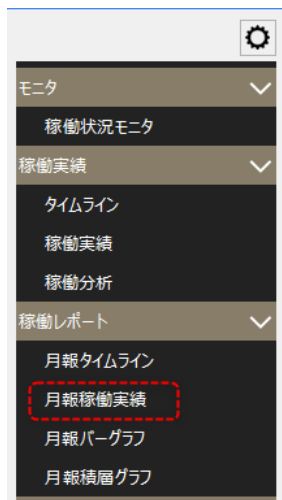 モニタ
稼働状況モニタ
稼働実績
タイムライン
稼働実績
稼働分析
稼働レポート
月報タイムライン
月報稼働実績
月報バーグラフ
月報積層グラフ